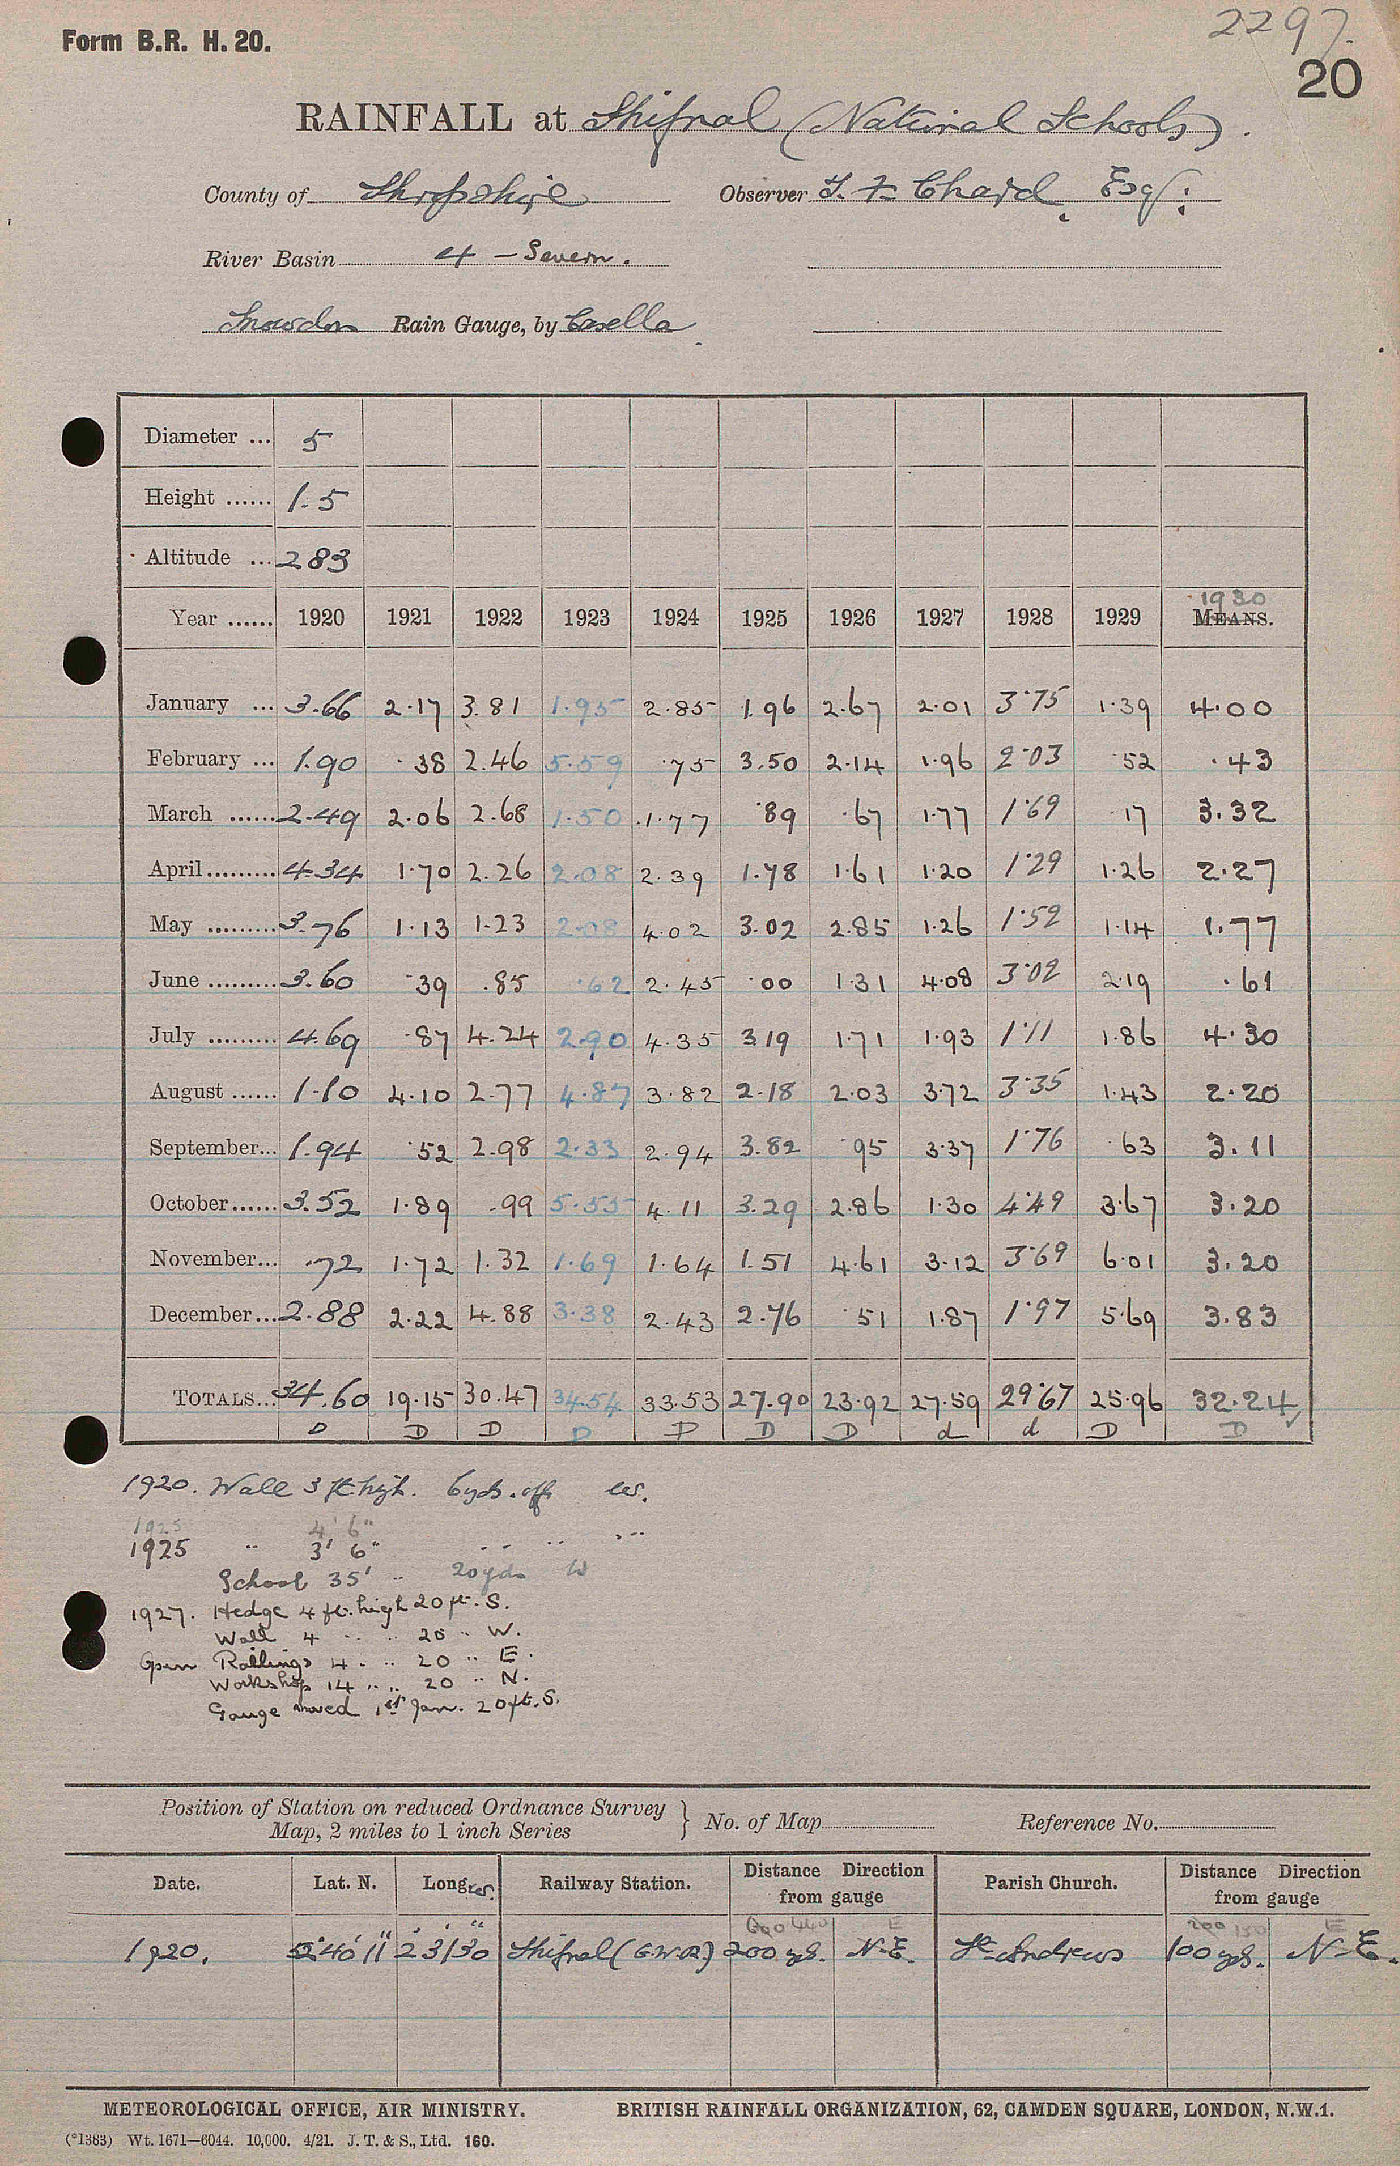 Form B.R. H. 20.
2297.
20
RAINFALL at Shifnal (National Schools).
County of Shropshire Observer T. F. Chard, Esq:
River Basin 4 - Severn.
Snowdon Rain Gauge, by Casella
Diameter ... 5
Height ...... 1.5
Altitude ... 283
1930
Year ...... 1920 1921 1922 1923 1924 1925 1926 1927 1928 1929 MEANS.
January ... 3.66 2.17 3.81 1.95 2.85 1.96 2.67 2.01 3.75 1.39 4.00
February ... 1.90 .38 2.46 5.59 .75 3.50 2.14 1.96 2.03 .52 .43
March ...... 2.49 2.06 2.68 1.50 1.77 .89 .67 1.77 1.69 .17 3.32
April ......... 4.34 1.70 2.26 2.08 2.39 1.78 1.61 1.20 1.29 1.26 2.27
May ......... 3.76 1.13 1.23 2.08 4.02 3.02 2.85 1.26 1.52 1.14 1.77
June ......... 3.60 .39 .85 .62 2.45 .00 1.31 4.08 3.02 2.19 .61
July ......... 4.69 .87 4.24 2.90 4.35 3.19 1.71 1.93 1.11 1.86 4.30
August ...... 1.10 4.10 2.77 4.87 3.82 2.18 2.03 3.72 3.35 1.43 2.20
September... 1.94 .52 2.98 2.33 2.94 3.82 .95 3.37 1.76 .63 3.11
October...... 3.52 1.89 .99 5.55 4.11 3.29 2.86 1.30 4.49 3.67 3.20
November... .72 1.72 1.32 1.69 1.64 1.51 4.61 3.12 3.69 6.01 3.20
December... 2.88 2.22 4.88 3.38 2.43 2.76 .51 1.87 1.97 5.69 3.83
TOTALS... 34.60 19.15 30.47 34.54 33.53 27.90 23.92 27.59 29.67 25.96 32.24
D D D D D D D d d D D
1920. Wall 3 ft high. 6 yds. off W.
1925 4' 6"
1925 " 3' 6" " " "
School 35' " 20 yds W
1927. Hedge 4 ft. high 20 ft. S.
Wall 4 " " 20 " W.
Open Railings 4 " " 20 " E.
Workshop 14 " " 20 " N.
Gauge moved 1st Jan. 20 ft. S.
Position of Station on reduced Ordnance Survey
Map, 2 miles to 1 inch Series } No. of Map Reference No.
Date. Lat. N. Long W. Railway Station. Distance Direction from gauge Parish Church. Distance Direction from gauge
600 440 E 200 150 E
1920. 52° 40' 11" 2° 23' 30" Shifnal (G.W.R.) 200 yds. N.E. St Andrews 100 yds. N-E.
METEOROLOGICAL OFFICE, AIR MINISTRY. BRITISH RAINFALL ORGANIZATION, 62, CAMDEN SQUARE, LONDON, N.W.1.
(*1383) Wt. 1671—6044. 10,000. 4/21. J. T. & S., Ltd. 160.